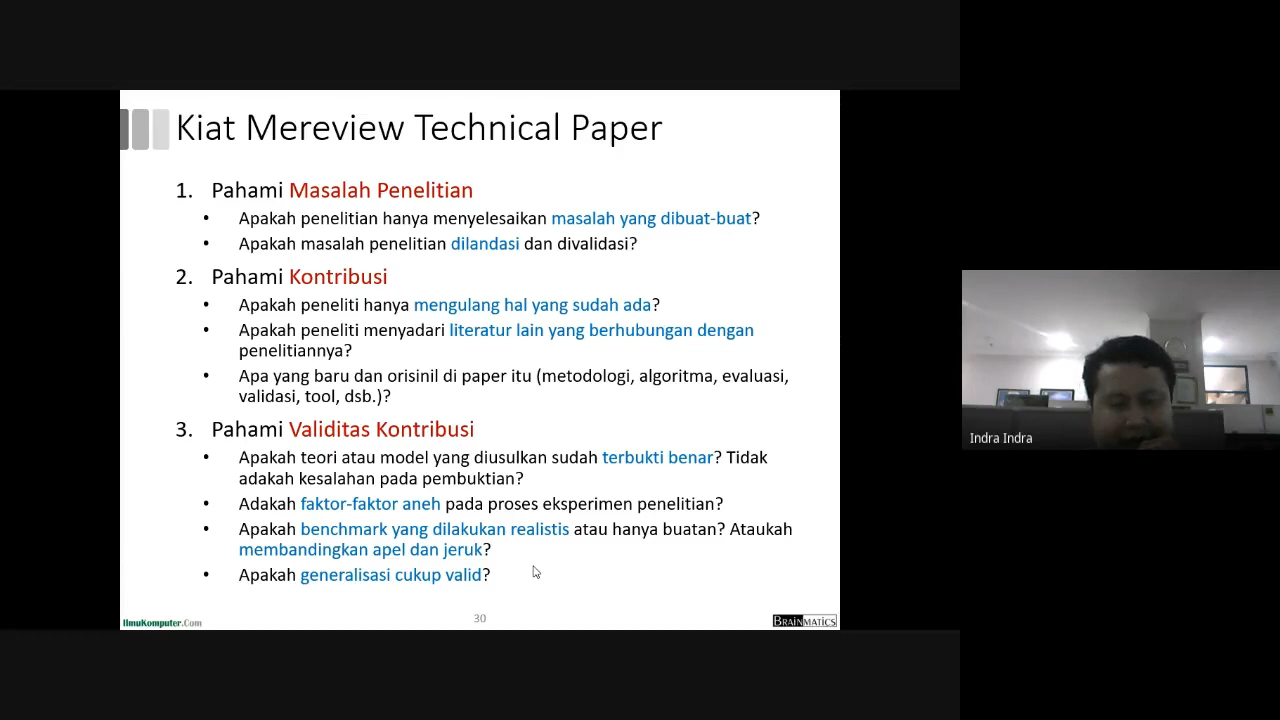 Kiat Mereview Technical Paper
1. Pahami Masalah Penelitian
• Apakah penelitian hanya menyelesaikan masalah yang dibuat-buat?
• Apakah masalah penelitian dilandasi dan divalidasi?
2. Pahami Kontribusi
• Apakah peneliti hanya mengulang hal yang sudah ada?
• Apakah peneliti menyadari literatur lain yang berhubungan dengan
penelitiannya?
• Apa yang baru dan orisinil di paper itu (metodologi, algoritma, evaluasi,
validasi, tool, dsb.)?
3. Pahami Validitas Kontribusi
• Apakah teori atau model yang diusulkan sudah terbukti benar? Tidak
adakah kesalahan pada pembuktian?
• Adakah faktor-faktor aneh pada proses eksperimen penelitian?
• Apakah benchmark yang dilakukan realistis atau hanya buatan? Ataukah
membandingkan apel dan jeruk?
• Apakah generalisasi cukup valid?
IlmuKomputer.Com
30
BRAINMATICS
Indra Indra